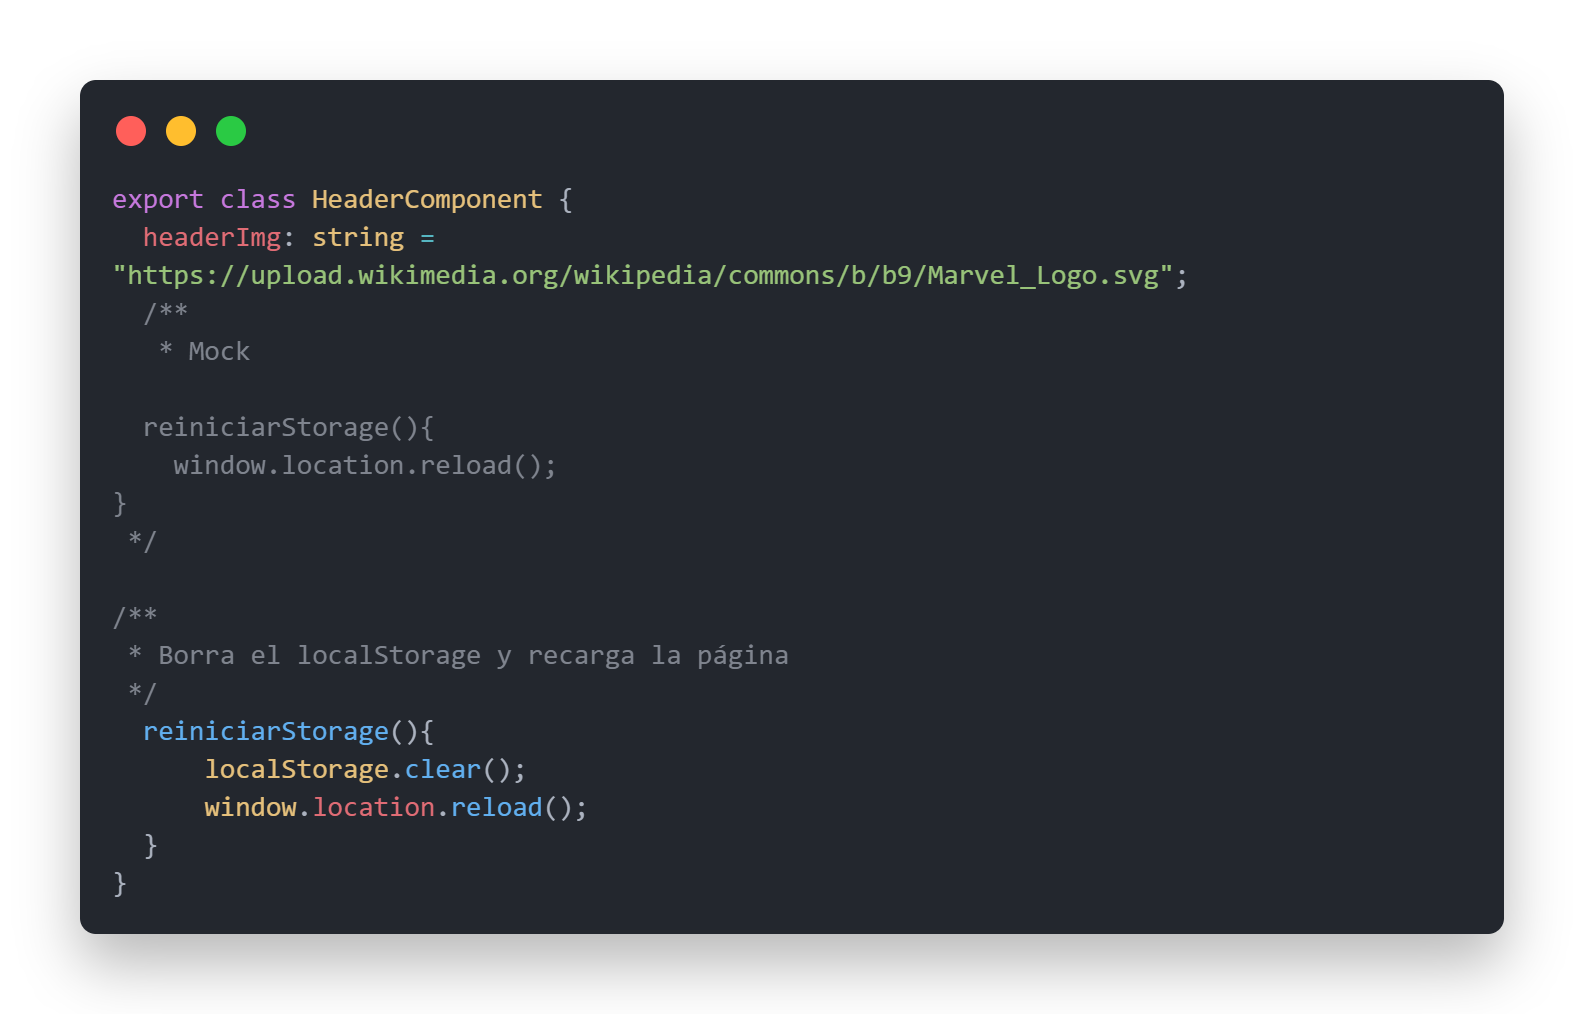 export class HeaderComponent {
  headerImg: string =
"https://upload.wikimedia.org/wikipedia/commons/b/b9/Marvel_Logo.svg";
  /**
   * Mock

  reiniciarStorage(){
    window.location.reload();
}
 */

/**
 * Borra el localStorage y recarga la página
 */
  reiniciarStorage(){
      localStorage.clear();
      window.location.reload();
  }
}